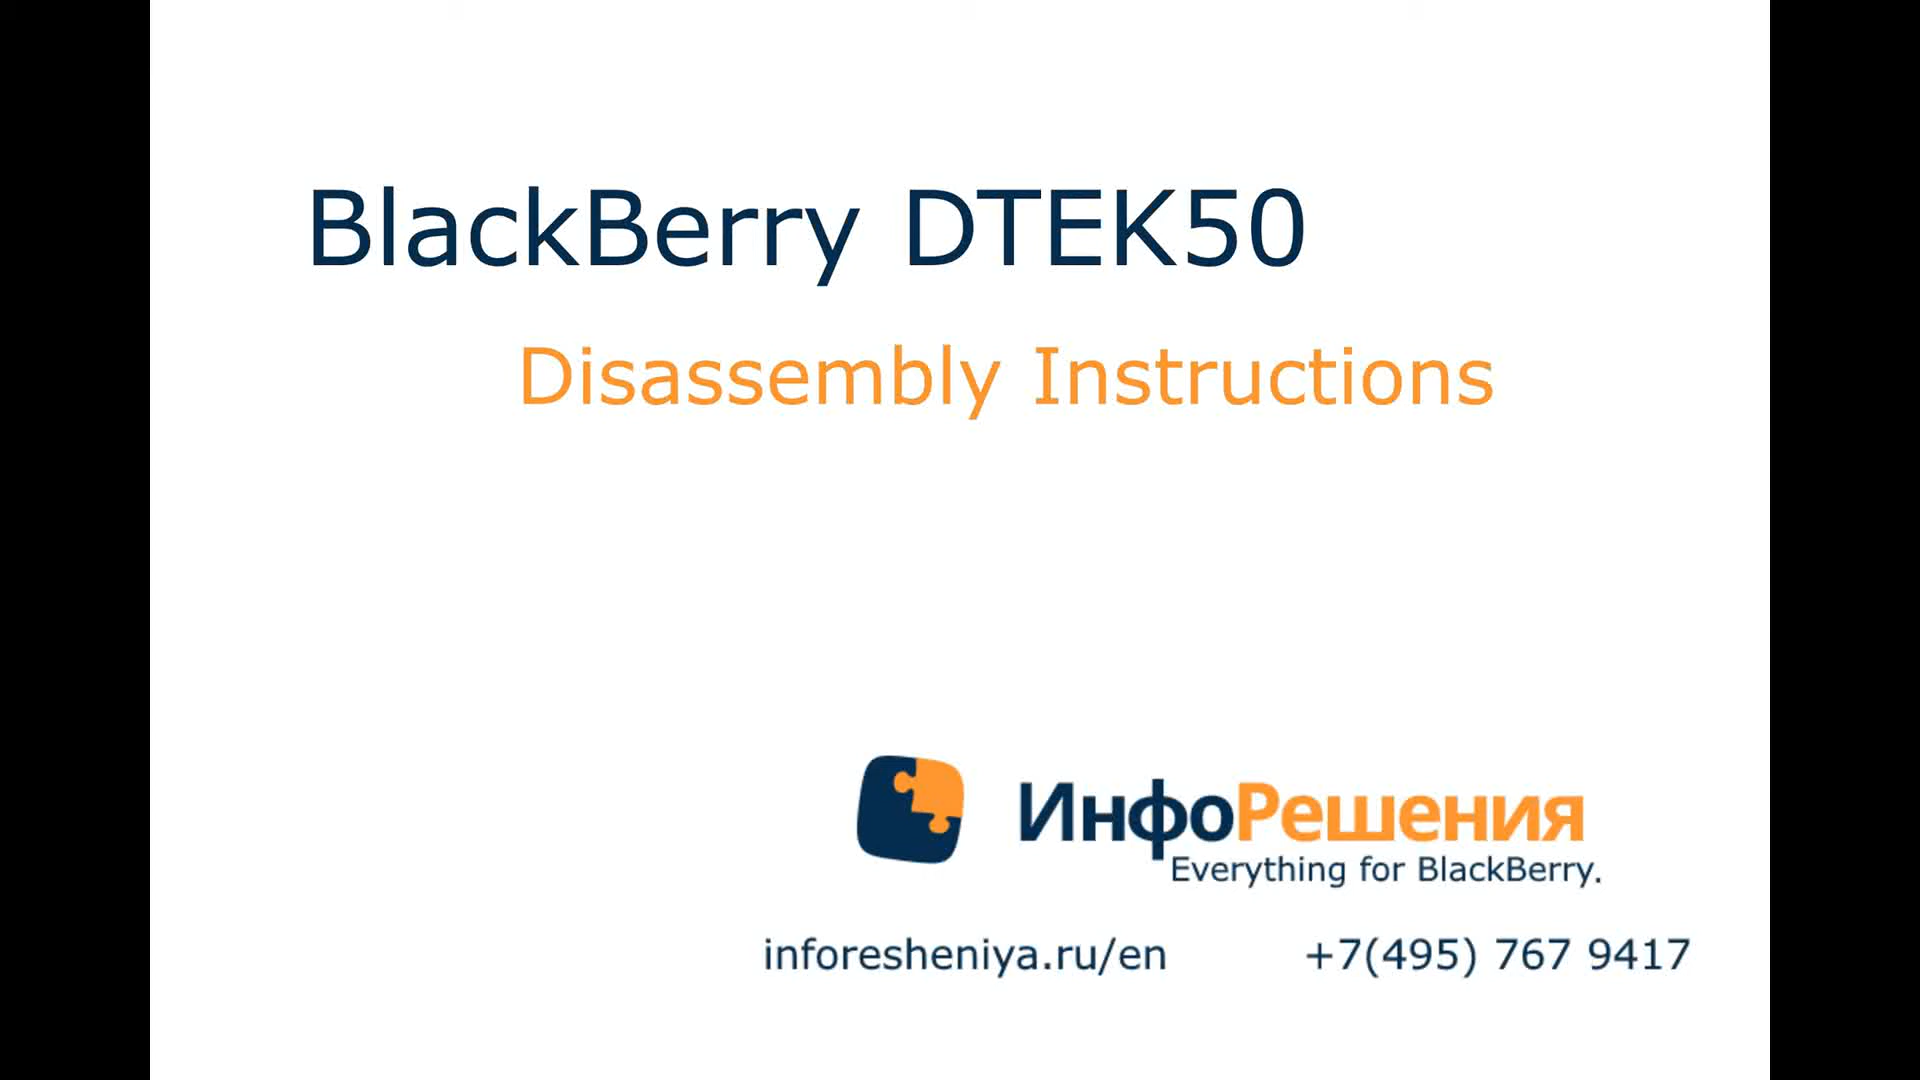 BlackBerry DTEK50
Disassembly Instructions
ИнфоРешения
Everything for BlackBerry.
inforesheniya.ru/en +7(495) 767 9417